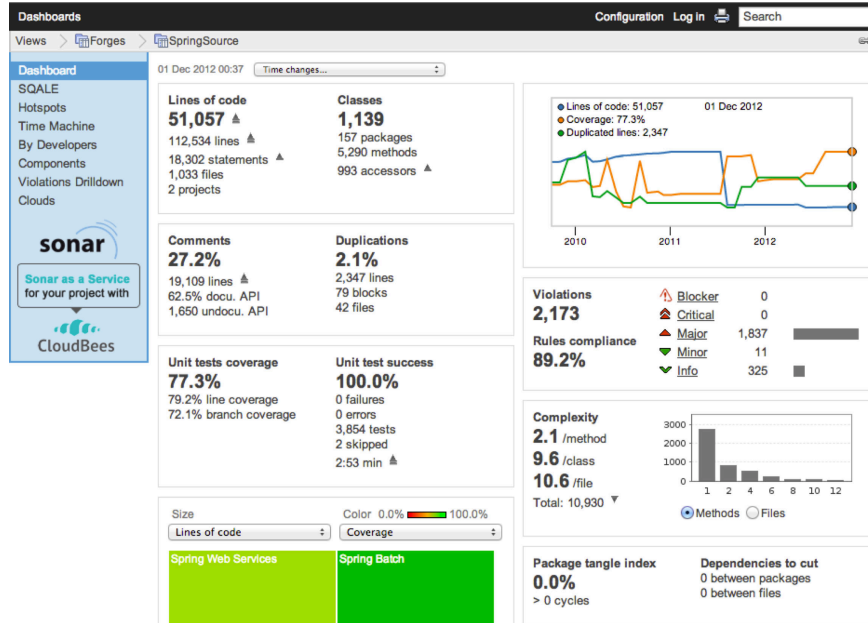 Dashboards
Configuration Log in
Search
Views
Forges
SpringSource
Dashboard
SQALE
Hotspots
Time Machine
By Developers
Components
Violations Drilldown
Clouds
sonar
Sonar as a Service
for your project with
CloudBees
01 Dec 2012 00:37
Time changes...
Lines of code
51,057
112,534 lines
18,302 statements
1,033 files
2 projects
Classes
1,139
157 packages
5,290 methods
993 accessors
Comments
27.2%
19,109 lines
62.5% docu. API
1,650 undocu. API
Duplications
2.1%
2,347 lines
79 blocks
42 files
Unit tests coverage
77.3%
79.2% line coverage
72.1% branch coverage
Unit test success
100.0%
0 failures
0 errors
3,854 tests
2 skipped
2:53 min
Size
Lines of code
Color 0.0% 100.0%
Coverage
Spring Web Services
Spring Batch
Lines of code: 51,057
01 Dec 2012
Coverage: 77.3%
Duplicated lines: 2,347
2010 2011 2012
Violations
2,173
Rules compliance
89.2%
Blocker 0
Critical 0
Major 1,837
Minor 11
Info 325
Complexity
2.1 /method
9.6 /class
10.6 /file
Total: 10,930
3000
2000
1000
0
1 2 4 6 8 10 12
Methods Files
Package tangle index
0.0%
> 0 cycles
Dependencies to cut
0 between packages
0 between files